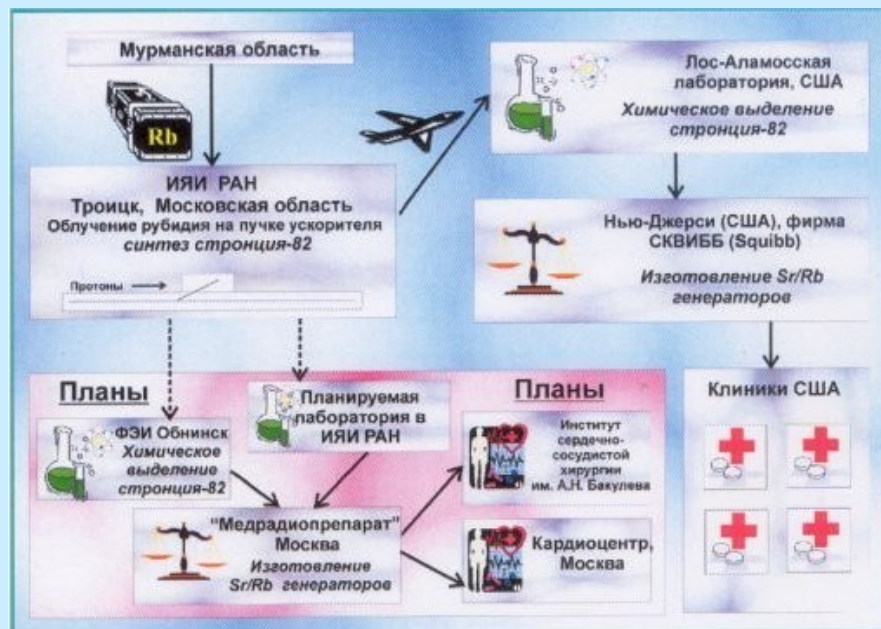 Мурманская область
Rb
ИЯИ РАН
Троицк, Московская область
Облучение рубидия на пучке ускорителя
синтез стронция-82
Протоны
Лос-Аламосская
лаборатория, США
Химическое выделение
стронция-82
Нью-Джерси (США), фирма
СКВИББ (Squibb)
Изготовление Sr/Rb
генераторов
Клиники США
Планы
ФЭИ Обнинск
Химическое
выделение
стронция-82
Планируемая
лаборатория в
ИЯИ РАН
"Медрадиопрепарат"
Москва
Изготовление
Sr/Rb генераторов
Планы
Институт
сердечно-
сосудистой
хирургии
им. А.Н. Бакулева
Кардиоцентр,
Москва